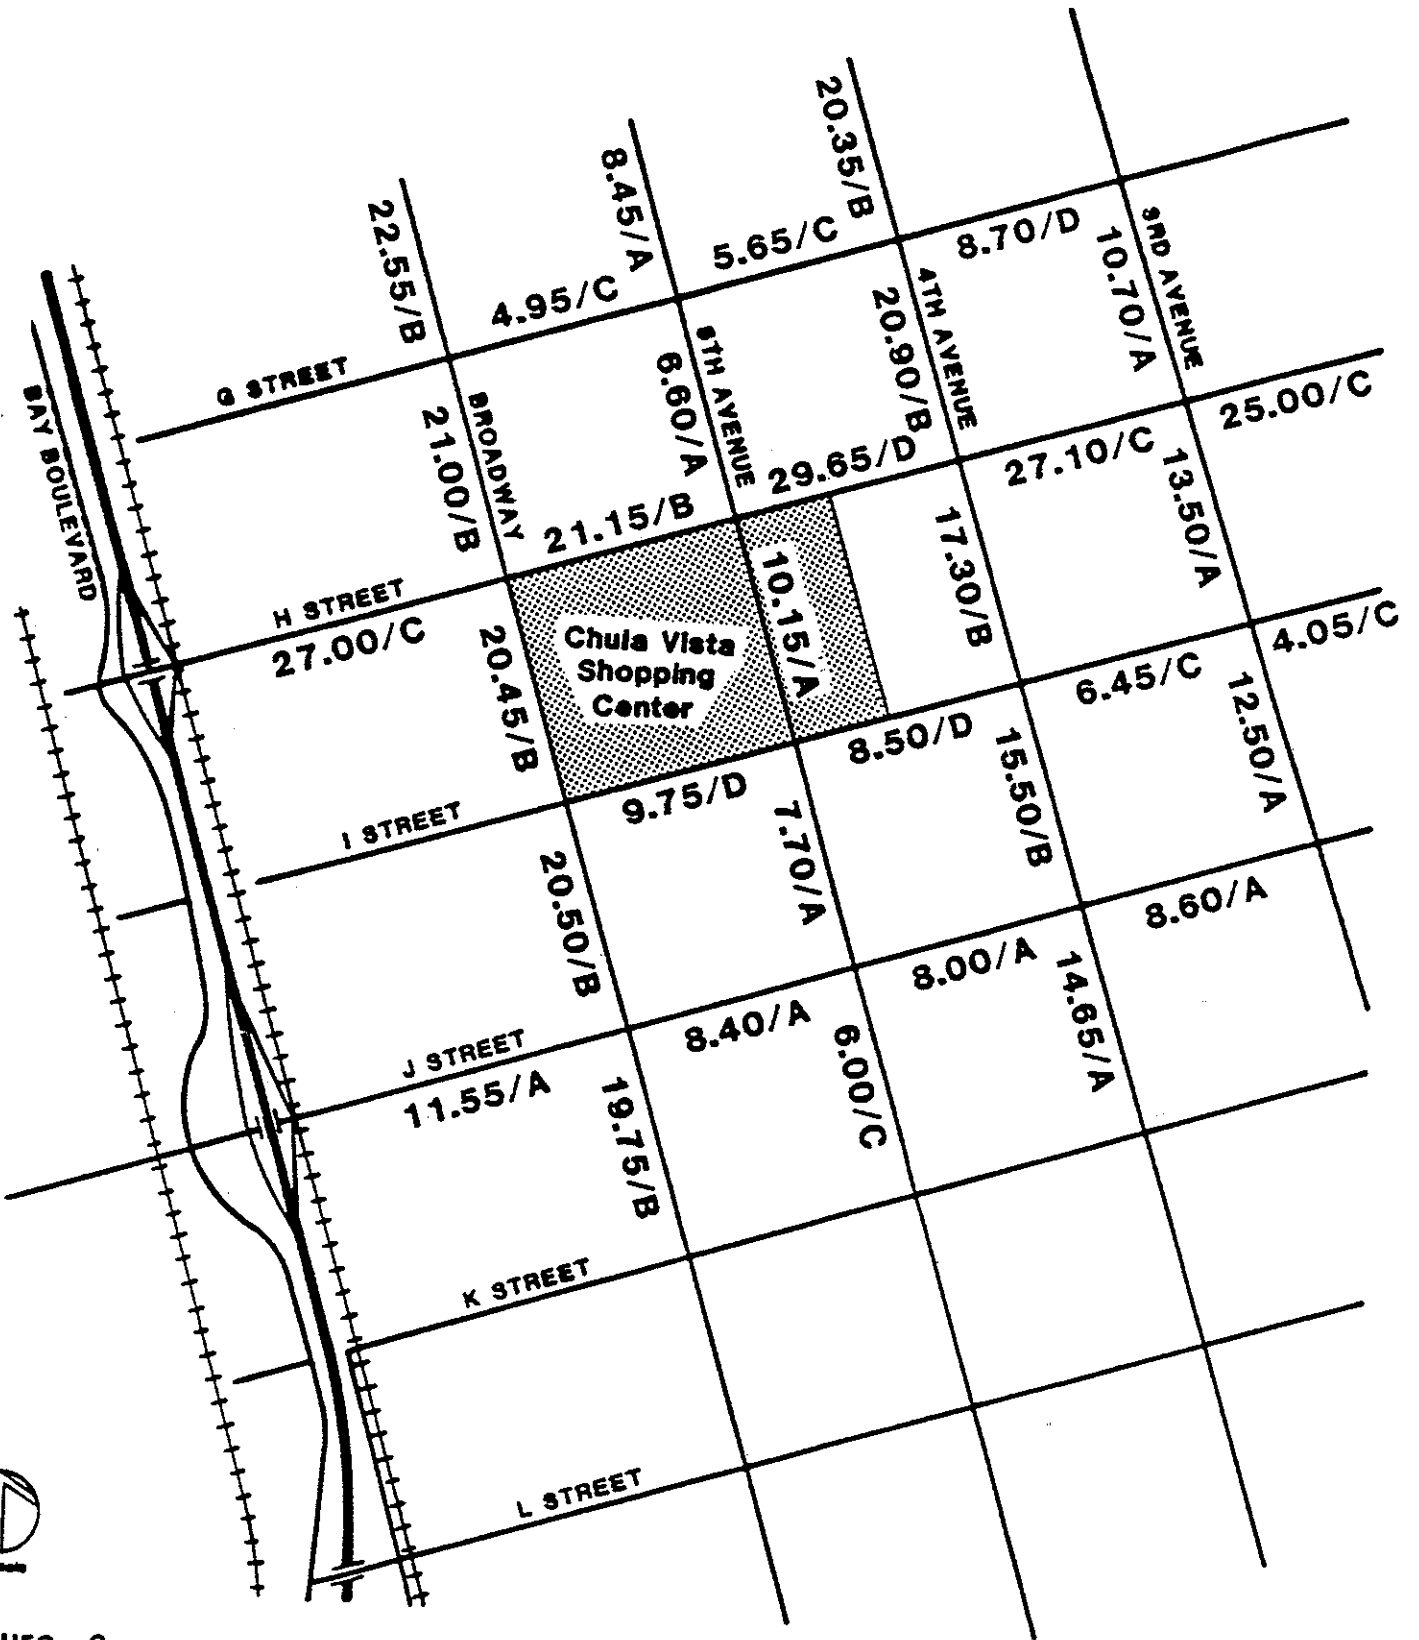 20.35/B
8.45/A
22.55/B
5.65/C
8.70/D
3RD AVENUE
10.70/A
4.95/C
4TH AVENUE
20.90/B
5TH AVENUE
6.60/A
G STREET
BROADWAY
21.00/B
25.00/C
BAY BOULEVARD
29.65/D
27.10/C
13.50/A
21.15/B
H STREET
27.00/C
10.15/A
17.30/B
20.45/B
Chula Vista
Shopping
Center
4.05/C
6.45/C
12.50/A
8.50/D
15.50/B
9.75/D
I STREET
7.70/A
20.50/B
8.60/A
8.00/A
14.65/A
8.40/A
6.00/C
J STREET
11.55/A
19.75/B
K STREET
L STREET